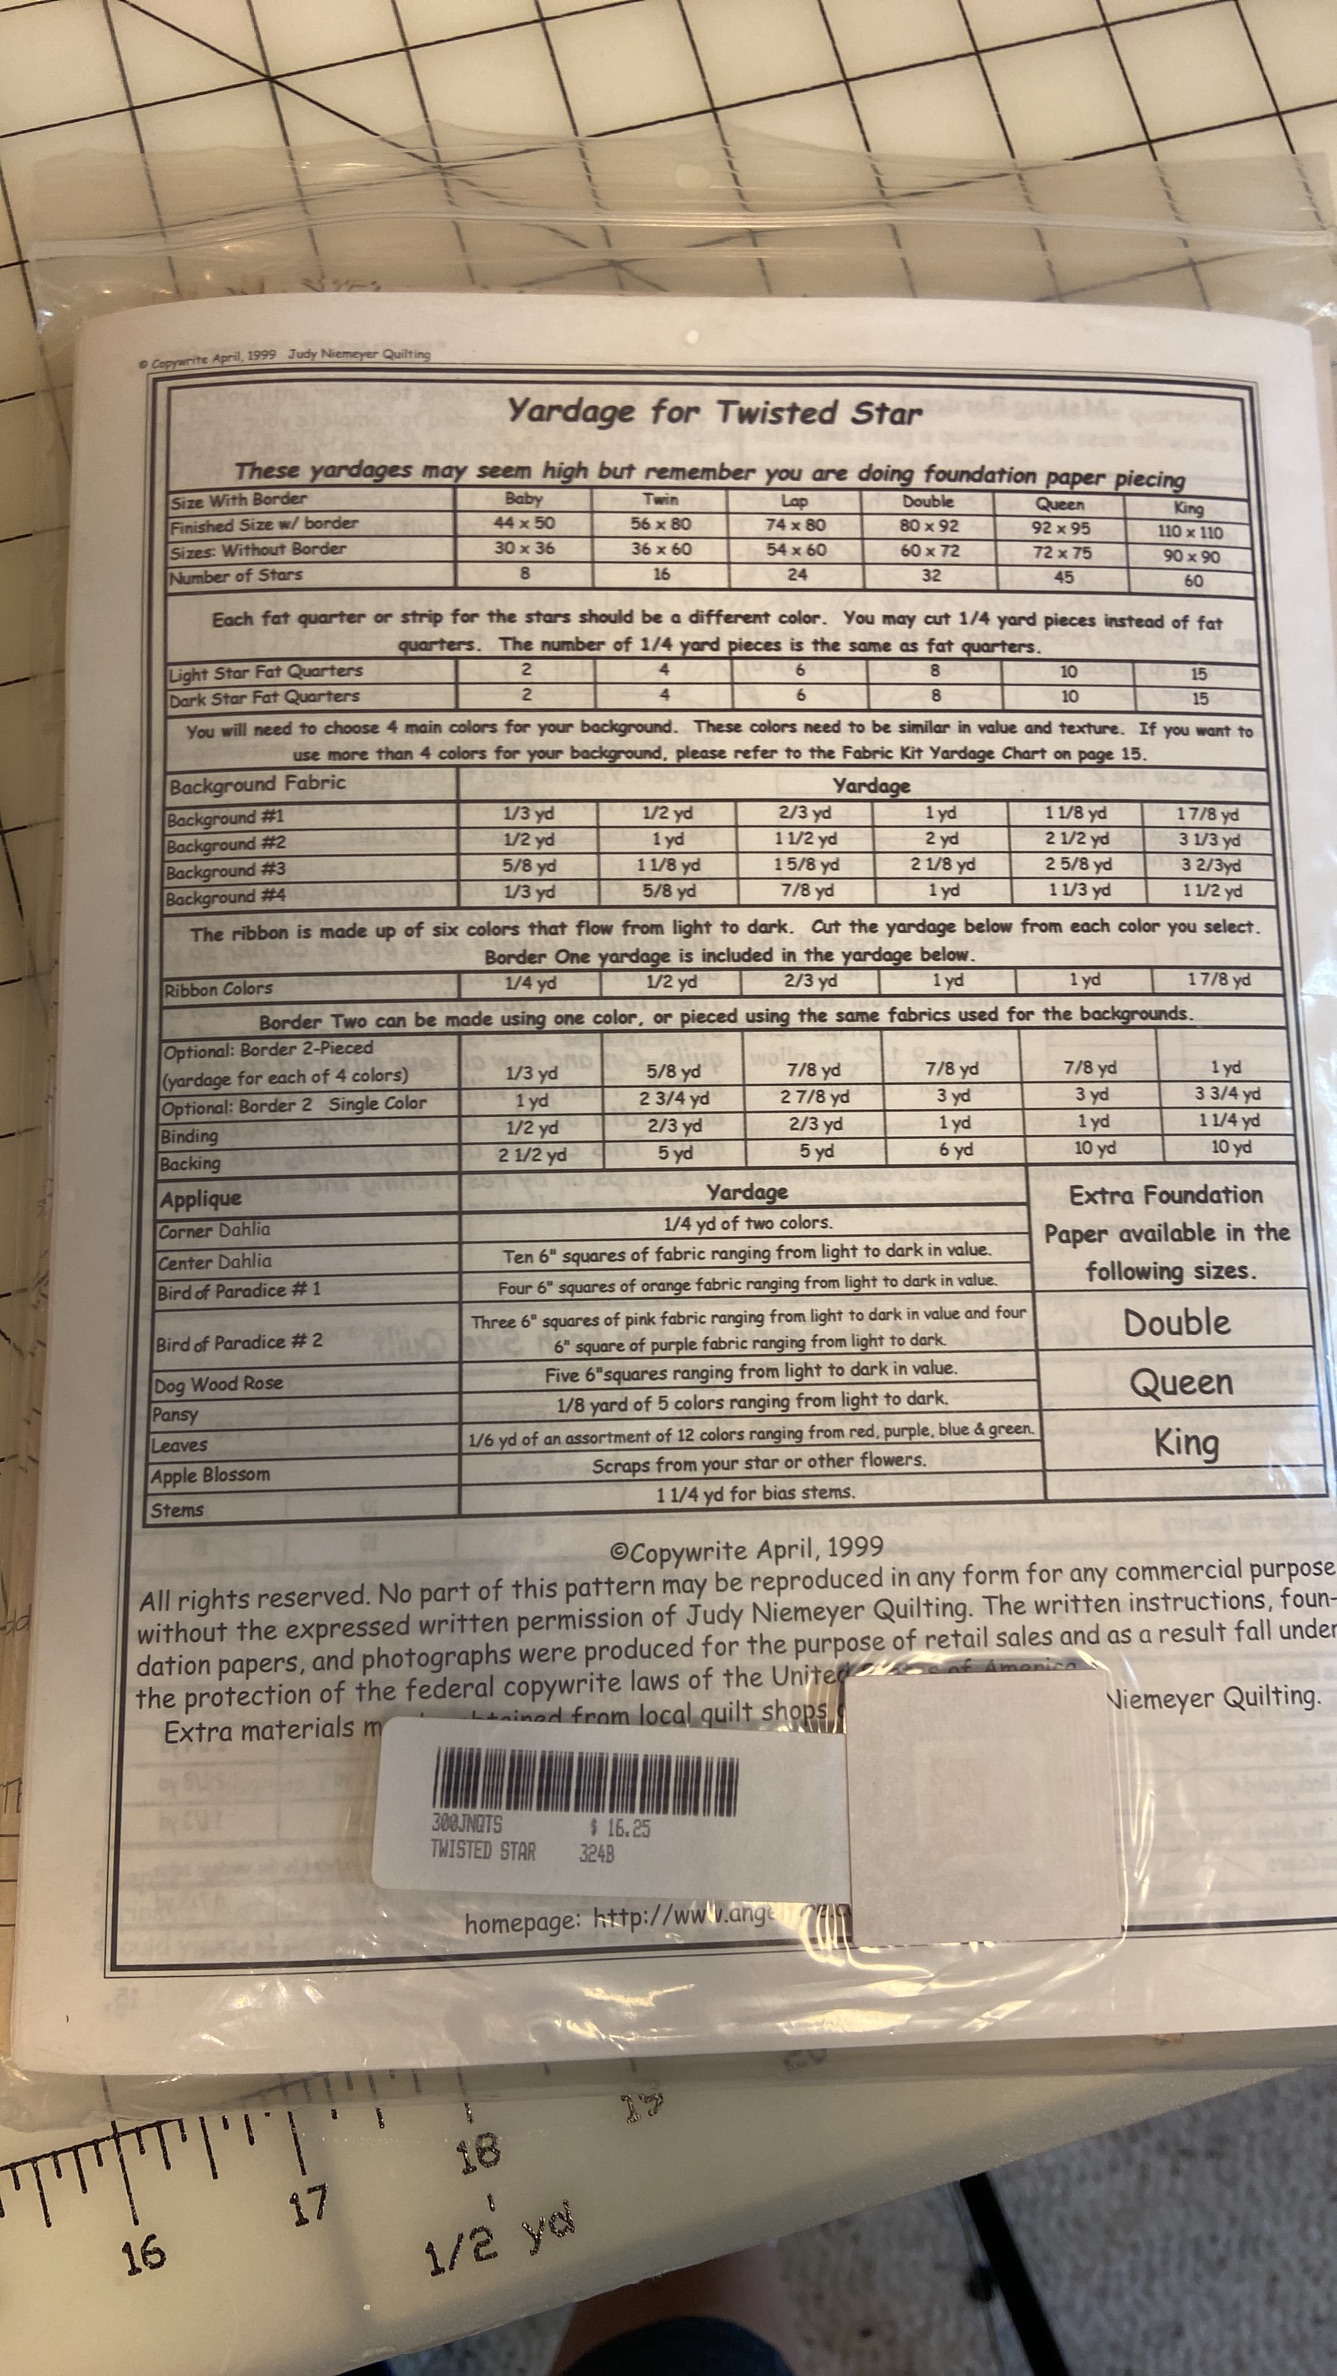 © Copywrite April, 1999 Judy Niemeyer Quilting
Yardage for Twisted Star
These yardages may seem high but remember you are doing foundation paper piecing
Size With Border Baby Twin Lap Double Queen King
Finished Size w/ border 44 x 50 56 x 80 74 x 80 80 x 92 92 x 95 110 x 110
Sizes: Without Border 30 x 36 36 x 60 54 x 60 60 x 72 72 x 75 90 x 90
Number of Stars 8 16 24 32 45 60
Each fat quarter or strip for the stars should be a different color. You may cut 1/4 yard pieces instead of fat
quarters. The number of 1/4 yard pieces is the same as fat quarters.
Light Star Fat Quarters 2 4 6 8 10 15
Dark Star Fat Quarters 2 4 6 8 10 15
You will need to choose 4 main colors for your background. These colors need to be similar in value and texture. If you want to
use more than 4 colors for your background, please refer to the Fabric Kit Yardage Chart on page 15.
Background Fabric Yardage
Background #1 1/3 yd 1/2 yd 2/3 yd 1 yd 1 1/8 yd 1 7/8 yd
Background #2 1/2 yd 1 yd 1 1/2 yd 2 yd 2 1/2 yd 3 1/3 yd
Background #3 5/8 yd 1 1/8 yd 1 5/8 yd 2 1/8 yd 2 5/8 yd 3 2/3yd
Background #4 1/3 yd 5/8 yd 7/8 yd 1 yd 1 1/3 yd 1 1/2 yd
The ribbon is made up of six colors that flow from light to dark. Cut the yardage below from each color you select.
Border One yardage is included in the yardage below.
Ribbon Colors 1/4 yd 1/2 yd 2/3 yd 1 yd 1 yd 1 7/8 yd
Border Two can be made using one color, or pieced using the same fabrics used for the backgrounds.
Optional: Border 2-Pieced
(yardage for each of 4 colors) 1/3 yd 5/8 yd 7/8 yd 7/8 yd 7/8 yd 1 yd
Optional: Border 2 Single Color 1 yd 2 3/4 yd 2 7/8 yd 3 yd 3 yd 3 3/4 yd
Binding 1/2 yd 2/3 yd 2/3 yd 1 yd 1 yd 1 1/4 yd
Backing 2 1/2 yd 5 yd 5 yd 6 yd 10 yd 10 yd
Applique Yardage
Corner Dahlia 1/4 yd of two colors.
Center Dahlia Ten 6" squares of fabric ranging from light to dark in value.
Bird of Paradice # 1 Four 6" squares of orange fabric ranging from light to dark in value.
Bird of Paradice # 2 Three 6" squares of pink fabric ranging from light to dark in value and four
6" square of purple fabric ranging from light to dark.
Dog Wood Rose Five 6"squares ranging from light to dark in value.
Pansy 1/8 yard of 5 colors ranging from light to dark.
Leaves 1/6 yd of an assortment of 12 colors ranging from red, purple, blue & green.
Apple Blossom Scraps from your star or other flowers.
Stems 1 1/4 yd for bias stems.
Extra Foundation
Paper available in the
following sizes.
Double
Queen
King
©Copywrite April, 1999
All rights reserved. No part of this pattern may be reproduced in any form for any commercial purpose
without the expressed written permission of Judy Niemeyer Quilting. The written instructions, foun-
dation papers, and photographs were produced for the purpose of retail sales and as a result fall under
the protection of the federal copywrite laws of the United States of America
Extra materials obtained from local quilt shops Niemeyer Quilting.
300JNQTS $ 16.25
TWISTED STAR 324B
homepage: http://www.ange
16 17 18 19
1/2 yd